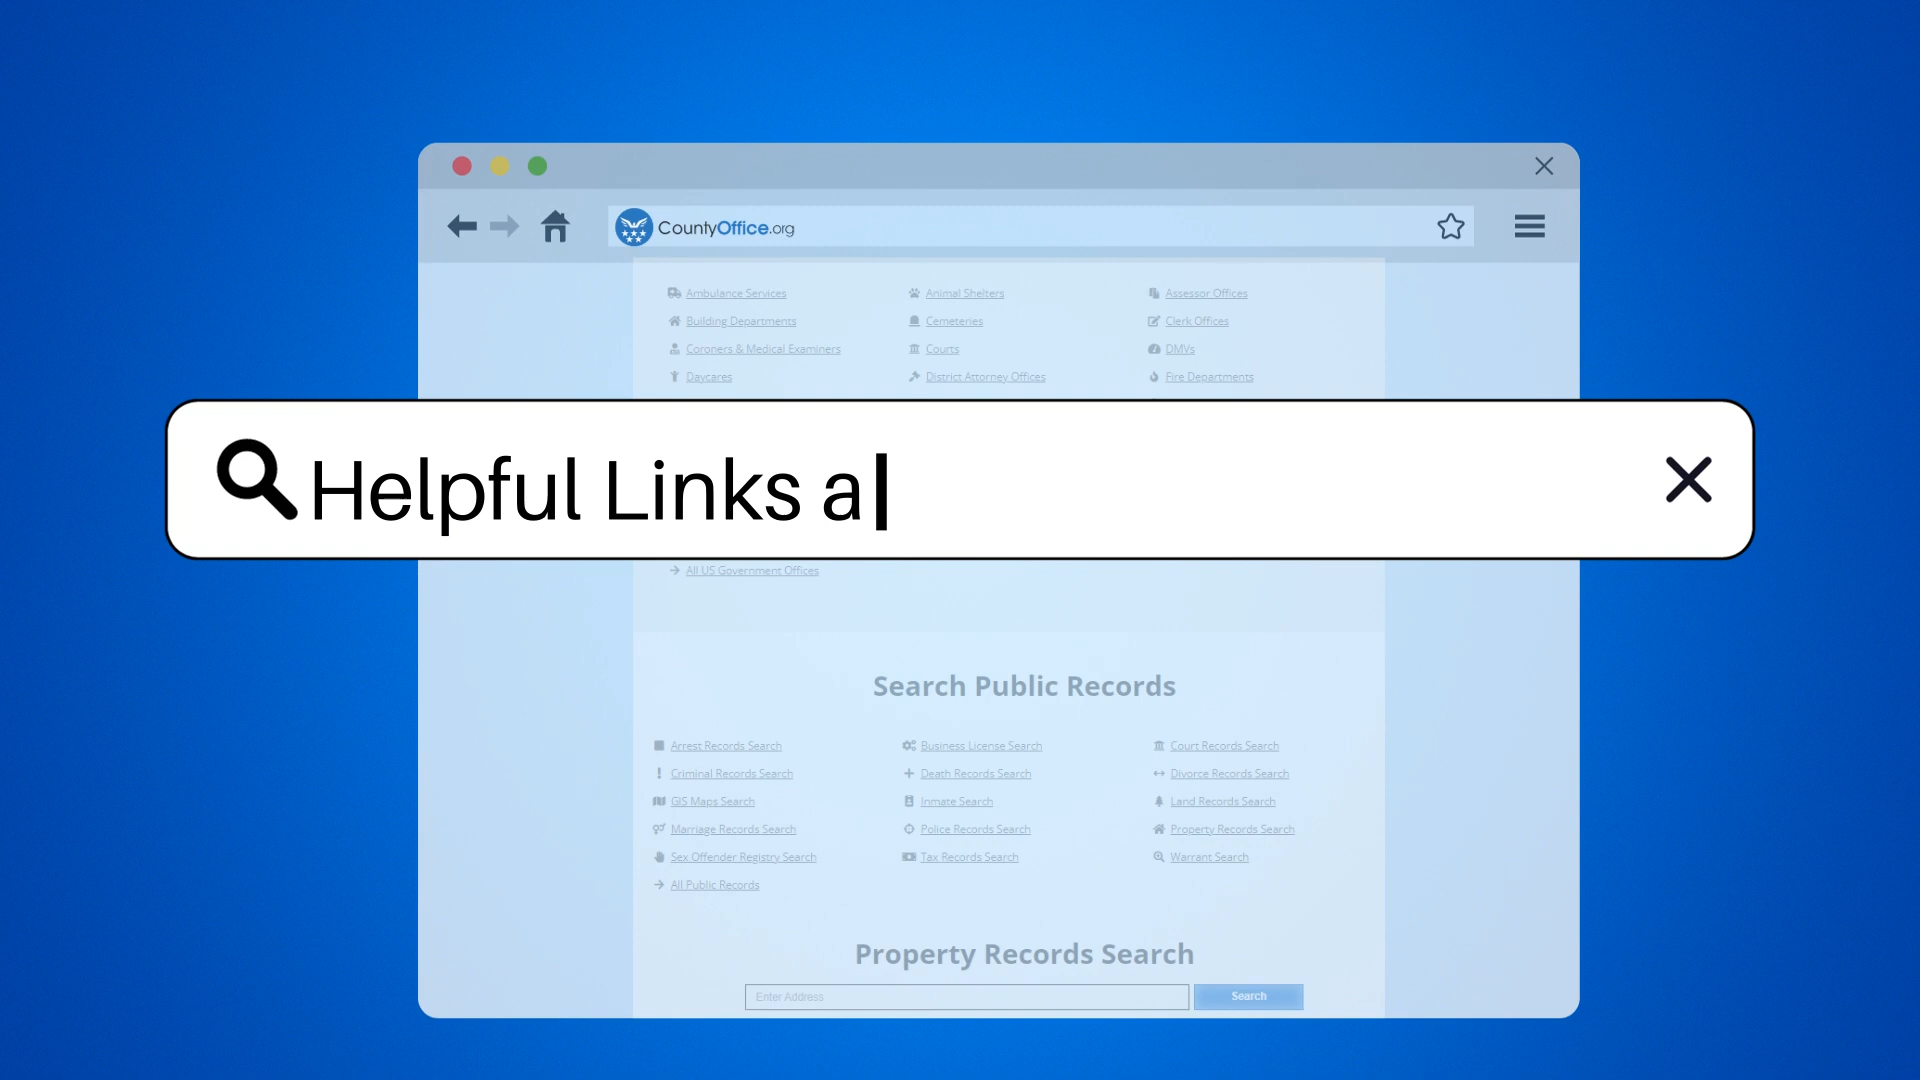 CountyOffice.org
Ambulance Services Animal Shelters Assessor Offices
Building Departments Cemeteries Clerk Offices
Coroners & Medical Examiners Courts DMVs
Daycares District Attorney Offices Fire Departments
Helpful Links a
All US Government Offices
Search Public Records
Arrest Records Search Business License Search Court Records Search
Criminal Records Search Death Records Search Divorce Records Search
GIS Maps Search Inmate Search Land Records Search
Marriage Records Search Police Records Search Property Records Search
Sex Offender Registry Search Tax Records Search Warrant Search
All Public Records
Property Records Search
Enter Address Search